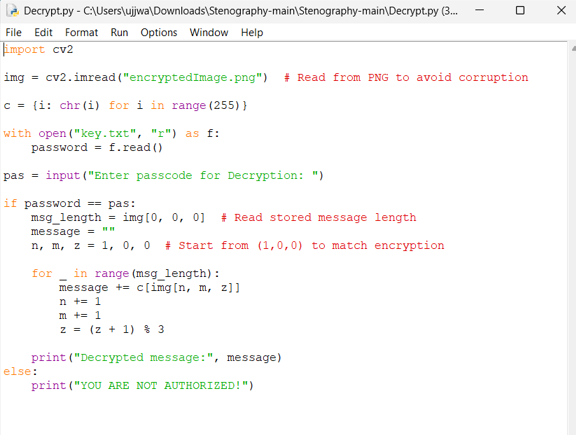 Decrypt.py - C:\Users\ujjwa\Downloads\Stenography-main\Stenography-main\Decrypt.py (3...
File Edit Format Run Options Window Help
import cv2
img = cv2.imread("encryptedImage.png")  # Read from PNG to avoid corruption
c = {i: chr(i) for i in range(255)}
with open("key.txt", "r") as f:
    password = f.read()
pas = input("Enter passcode for Decryption: ")
if password == pas:
    msg_length = img[0, 0, 0]  # Read stored message length
    message = ""
    n, m, z = 1, 0, 0  # Start from (1,0,0) to match encryption
    for _ in range(msg_length):
        message += c[img[n, m, z]]
        n += 1
        m += 1
        z = (z + 1) % 3
    print("Decrypted message:", message)
else:
    print("YOU ARE NOT AUTHORIZED!")